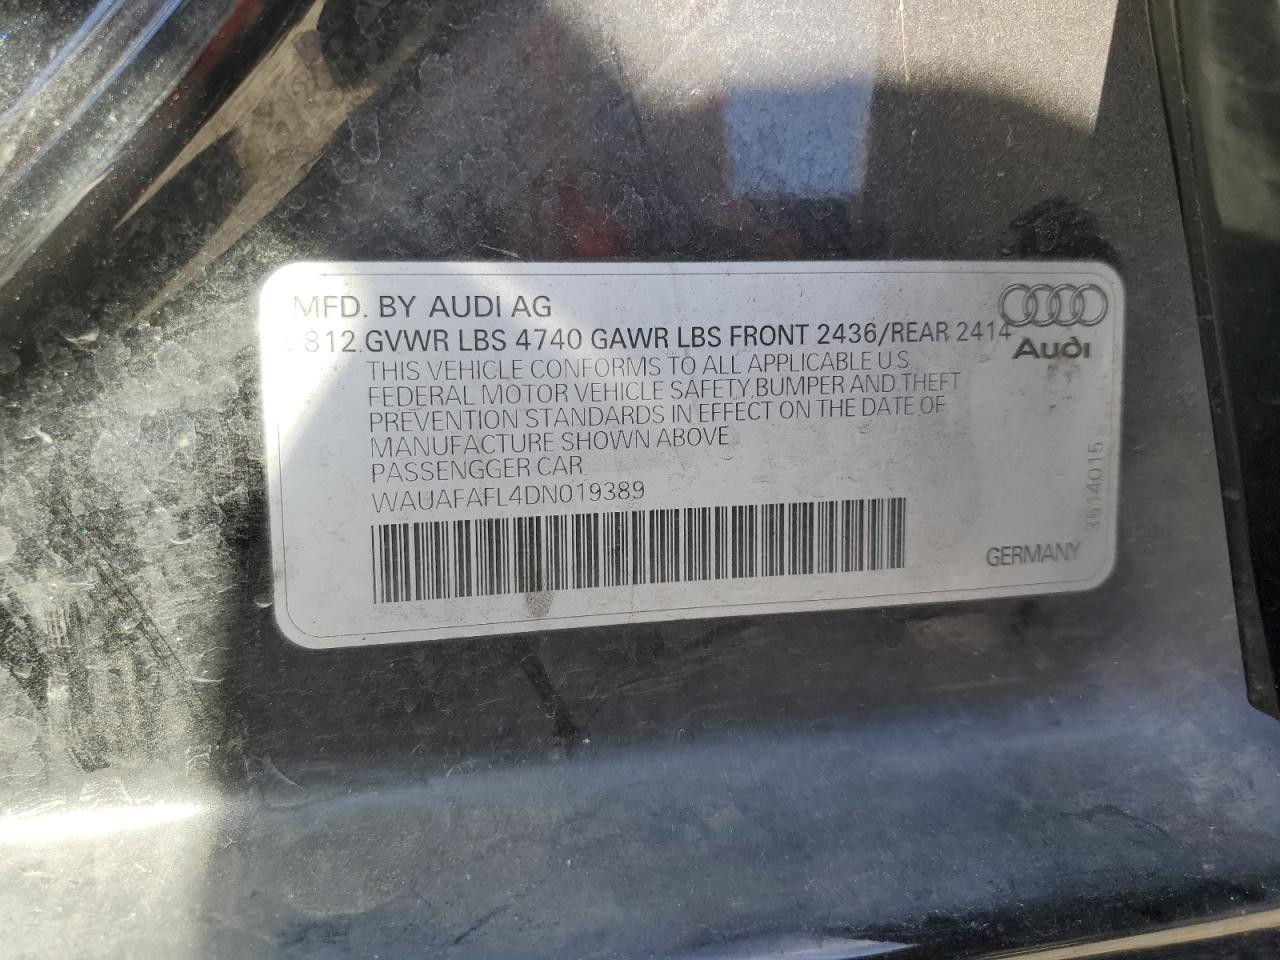 MFD. BY AUDI AG
812 GVWR LBS 4740 GAWR LBS FRONT 2436/REAR 2414
Audi
THIS VEHICLE CONFORMS TO ALL APPLICABLE U.S
FEDERAL MOTOR VEHICLE SAFETY, BUMPER AND THEFT
PREVENTION STANDARDS IN EFFECT ON THE DATE OF
MANUFACTURE SHOWN ABOVE
PASSENGGER CAR
WAUAFAFL4DN019389
3514015
GERMANY